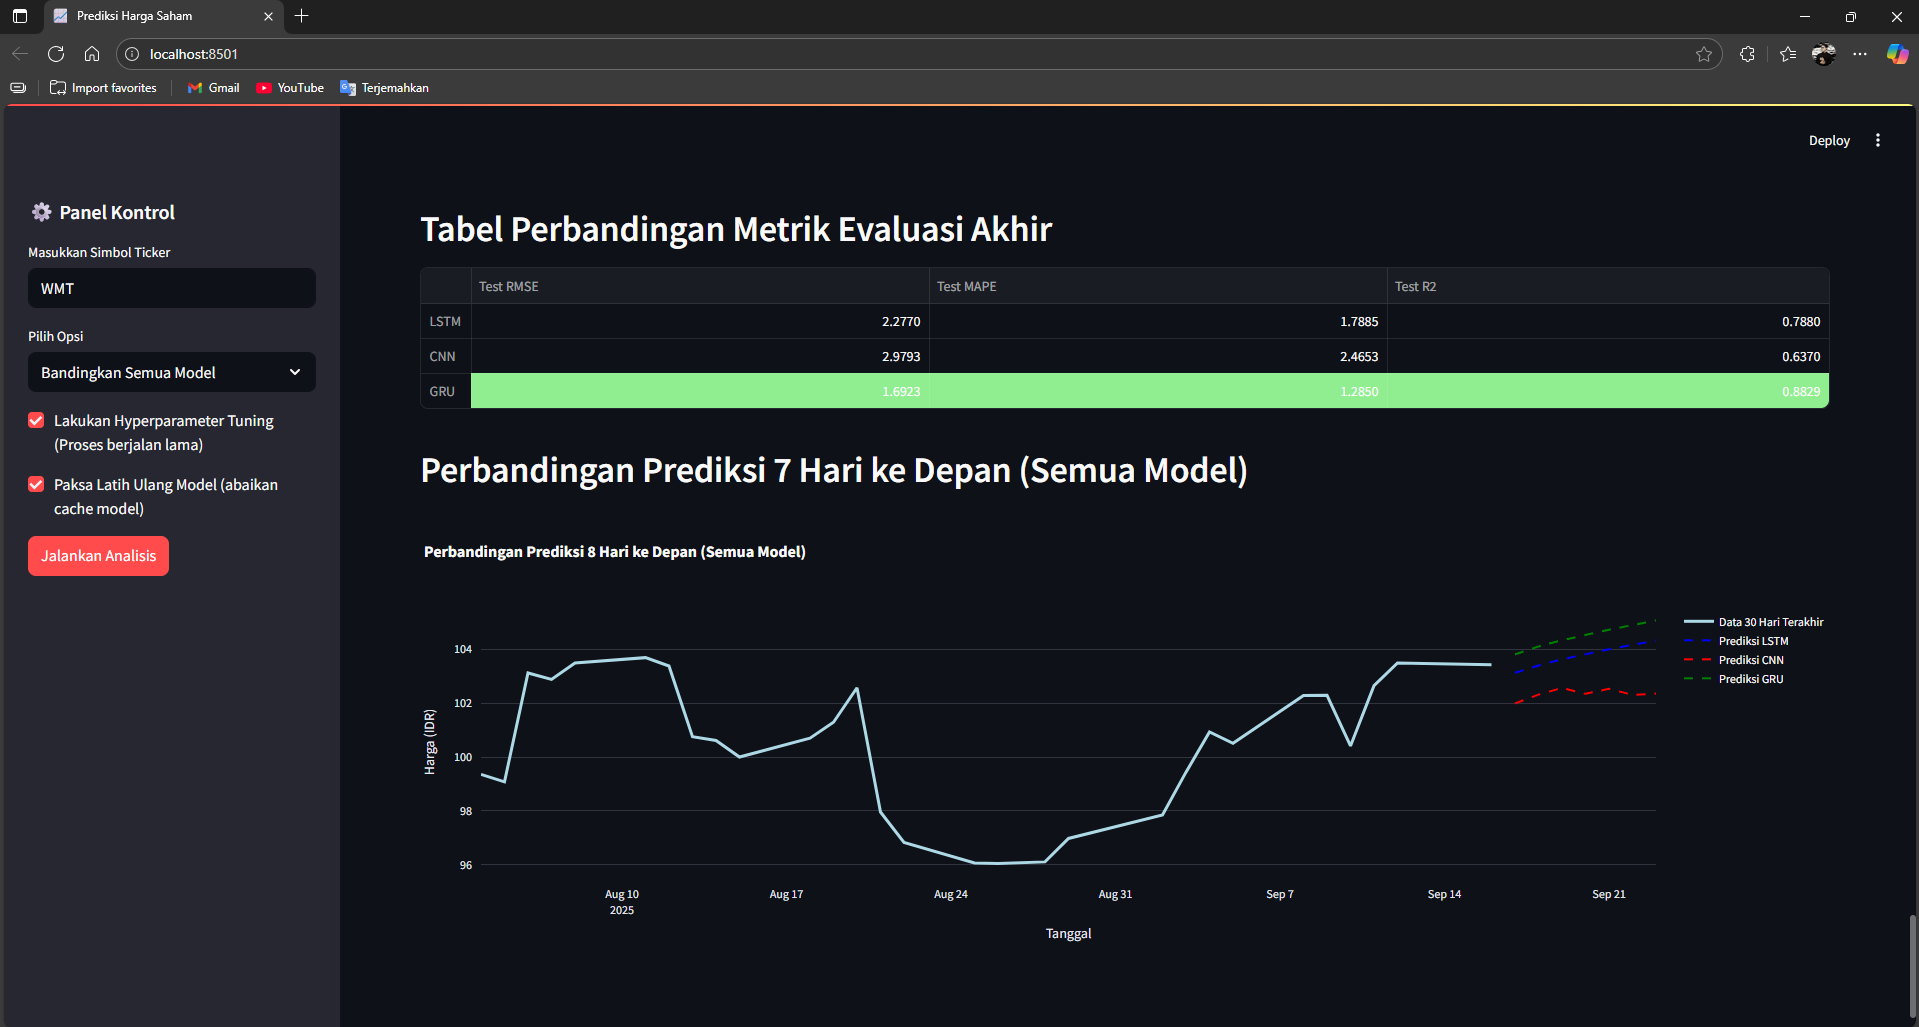 Prediksi Harga Saham
localhost:8501
Import favorites
Gmail
YouTube
Terjemahkan
Deploy
Panel Kontrol
Masukkan Simbol Ticker
WMT
Pilih Opsi
Bandingkan Semua Model
Lakukan Hyperparameter Tuning
(Proses berjalan lama)
Paksa Latih Ulang Model (abaikan
cache model)
Jalankan Analisis
Tabel Perbandingan Metrik Evaluasi Akhir
Test RMSE Test MAPE Test R2
LSTM 2.2770 1.7885 0.7880
CNN 2.9793 2.4653 0.6370
GRU 1.6923 1.2850 0.8829
Perbandingan Prediksi 7 Hari ke Depan (Semua Model)
Perbandingan Prediksi 8 Hari ke Depan (Semua Model)
Data 30 Hari Terakhir
Prediksi LSTM
Prediksi CNN
Prediksi GRU
Harga (IDR)
104
102
100
98
96
Aug 10 Aug 17 Aug 24 Aug 31 Sep 7 Sep 14 Sep 21
2025
Tanggal